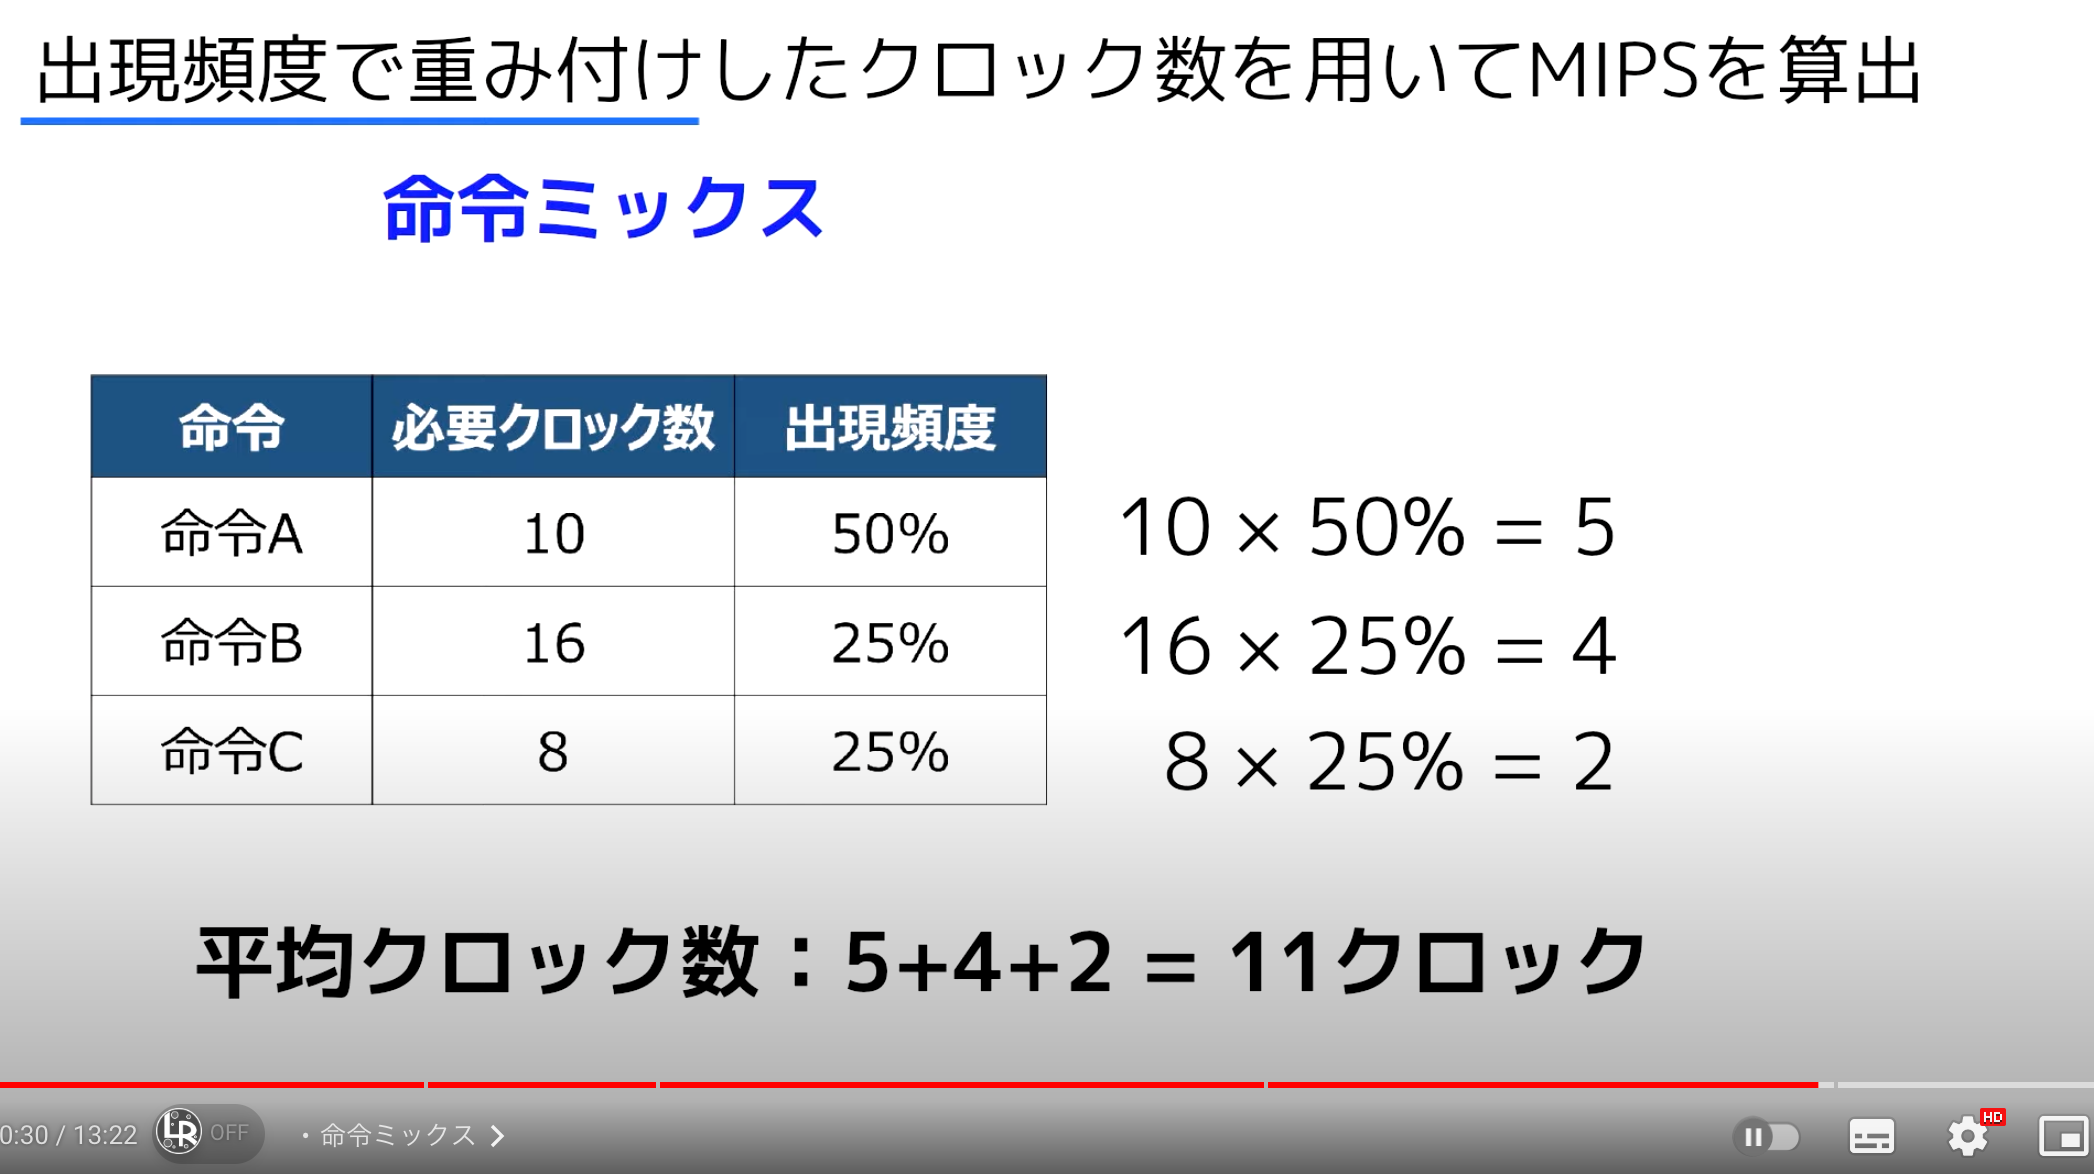 出現頻度で重み付けしたクロック数を用いてMIPSを算出
命令ミックス
命令 必要クロック数 出現頻度
命令A 10 50% 10 × 50% = 5
命令B 16 25% 16 × 25% = 4
命令C 8 25% 8 × 25% = 2
平均クロック数：5+4+2 = 11クロック
0:30 / 13:22 LR OFF ・命令ミックス HD